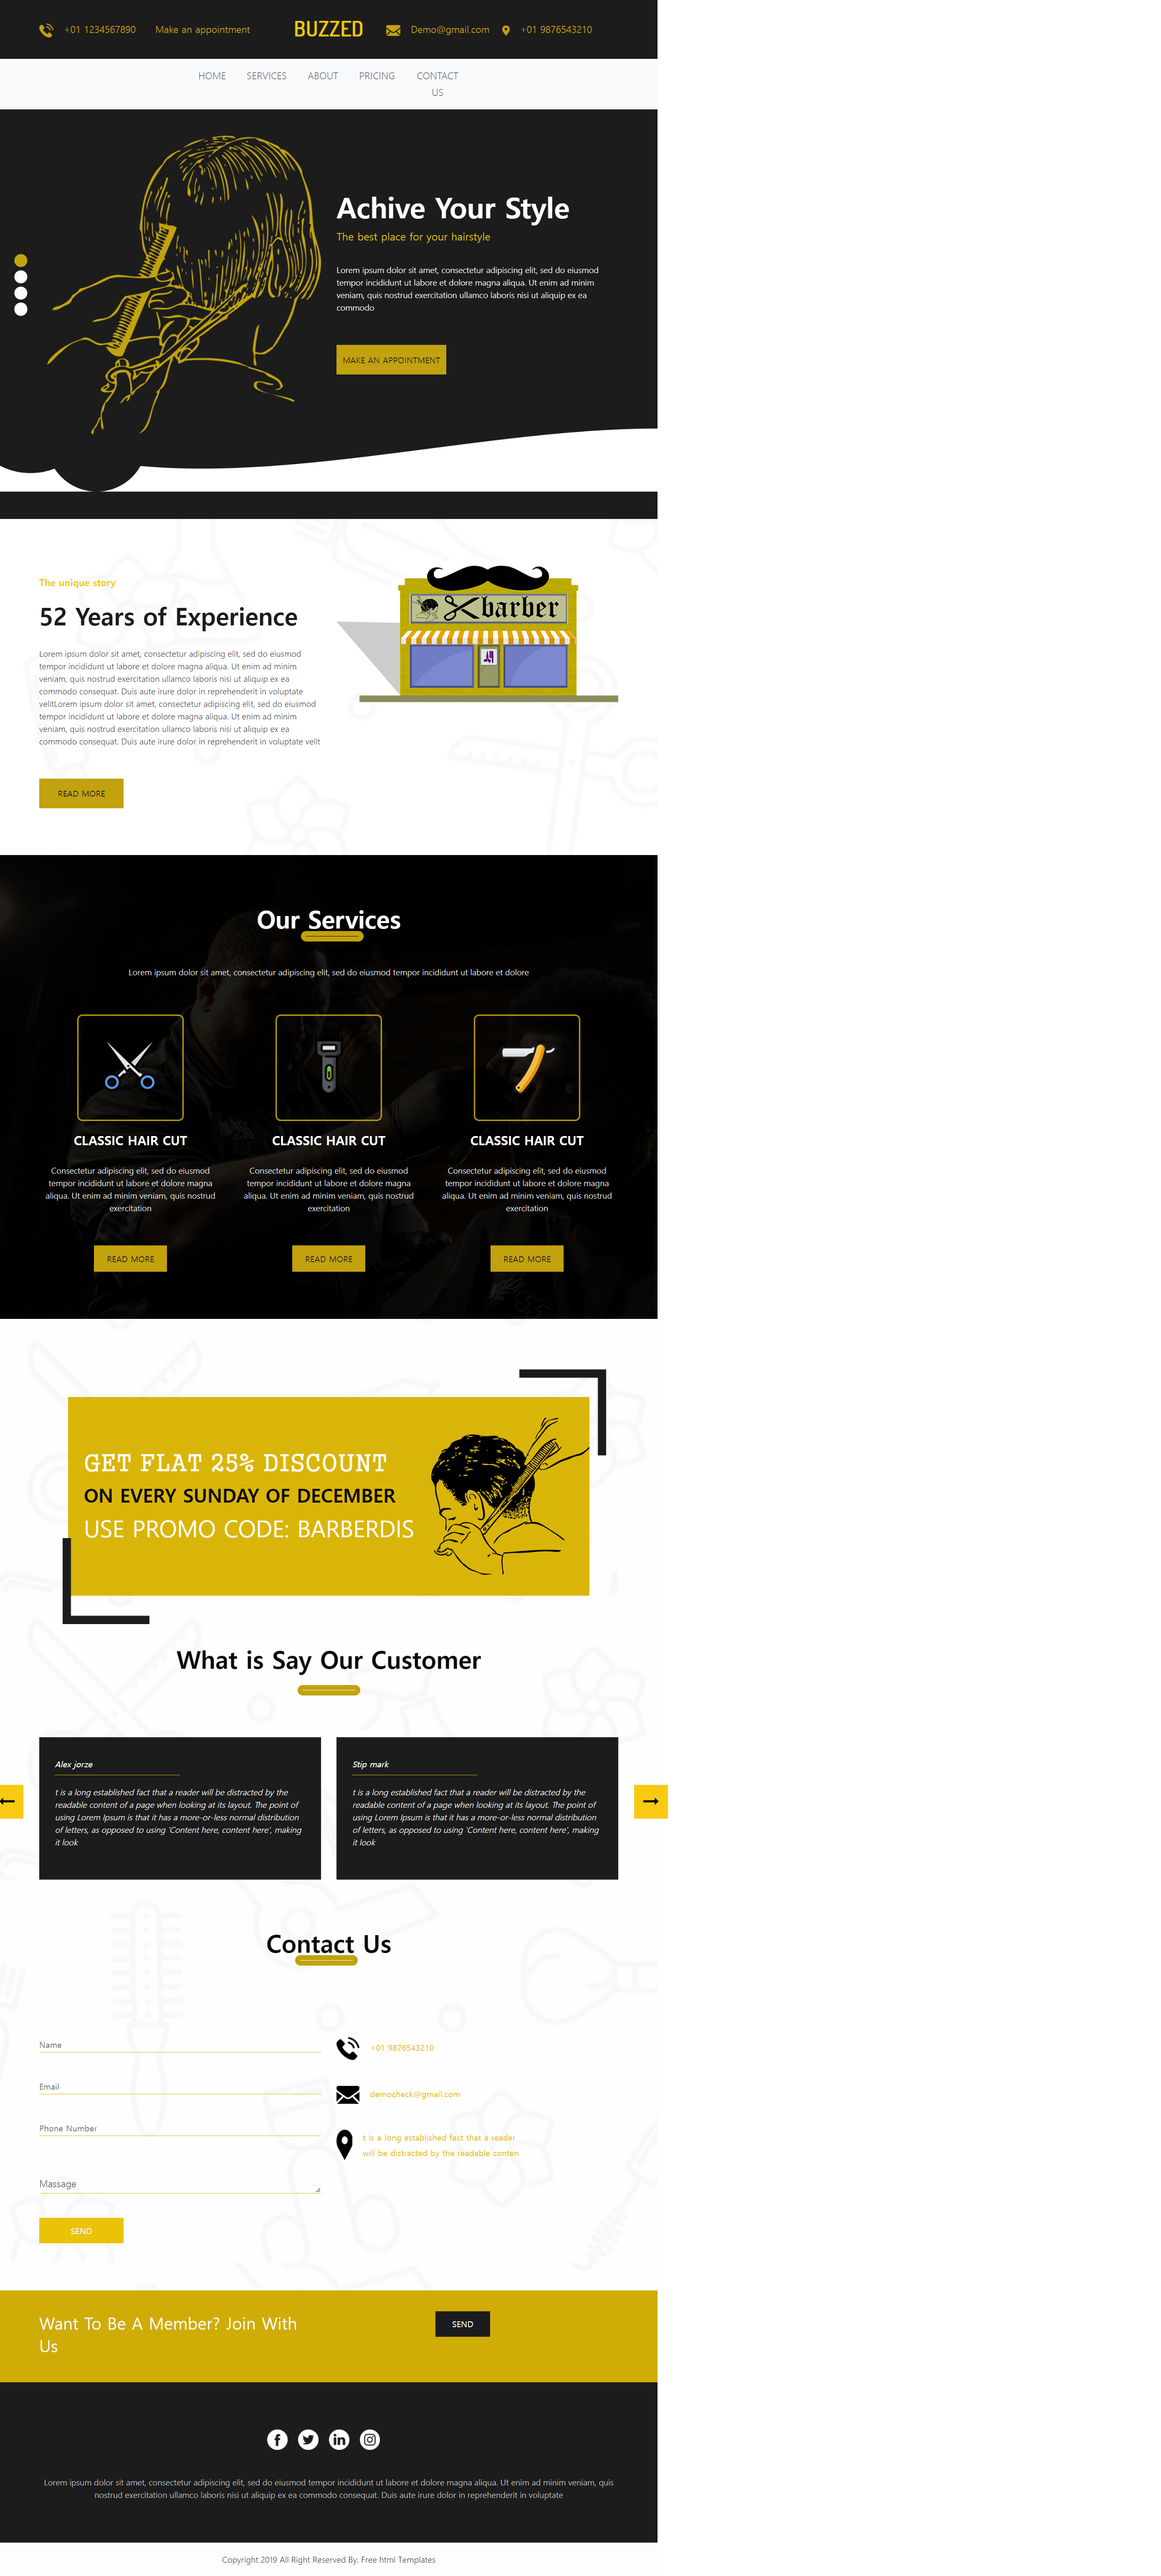 +01 1234567890
Make an appointment
BUZZED
Demo@gmail.com
+01 9876543210
HOME
SERVICES
ABOUT
PRICING
CONTACT
US
Achive Your Style
The best place for your hairstyle
Lorem ipsum dolor sit amet, consectetur adipiscing elit, sed do eiusmod
tempor incididunt ut labore et dolore magna aliqua. Ut enim ad minim
veniam, quis nostrud exercitation ullamco laboris nisi ut aliquip ex ea
commodo
MAKE AN APPOINTMENT
The unique story
52 Years of Experience
Lorem ipsum dolor sit amet, consectetur adipiscing elit, sed do eiusmod
tempor incididunt ut labore et dolore magna aliqua. Ut enim ad minim
veniam, quis nostrud exercitation ullamco laboris nisi ut aliquip ex ea
commodo consequat. Duis aute irure dolor in reprehenderit in voluptate
velitLorem ipsum dolor sit amet, consectetur adipiscing elit, sed do eiusmod
tempor incididunt ut labore et dolore magna aliqua. Ut enim ad minim
veniam, quis nostrud exercitation ullamco laboris nisi ut aliquip ex ea
commodo consequat. Duis aute irure dolor in reprehenderit in voluptate velit
READ MORE
barber
Our Services
Lorem ipsum dolor sit amet, consectetur adipiscing elit, sed do eiusmod tempor incididunt ut labore et dolore
CLASSIC HAIR CUT
Consectetur adipiscing elit, sed do eiusmod
tempor incididunt ut labore et dolore magna
aliqua. Ut enim ad minim veniam, quis nostrud
exercitation
READ MORE
CLASSIC HAIR CUT
Consectetur adipiscing elit, sed do eiusmod
tempor incididunt ut labore et dolore magna
aliqua. Ut enim ad minim veniam, quis nostrud
exercitation
READ MORE
CLASSIC HAIR CUT
Consectetur adipiscing elit, sed do eiusmod
tempor incididunt ut labore et dolore magna
aliqua. Ut enim ad minim veniam, quis nostrud
exercitation
READ MORE
GET FLAT 25% DISCOUNT
ON EVERY SUNDAY OF DECEMBER
USE PROMO CODE: BARBERDIS
What is Say Our Customer
Alex jorze
t is a long established fact that a reader will be distracted by the
readable content of a page when looking at its layout. The point of
using Lorem Ipsum is that it has a more-or-less normal distribution
of letters, as opposed to using 'Content here, content here', making
it look
Stip mark
t is a long established fact that a reader will be distracted by the
readable content of a page when looking at its layout. The point of
using Lorem Ipsum is that it has a more-or-less normal distribution
of letters, as opposed to using 'Content here, content here', making
it look
Contact Us
Name
Email
Phone Number
Massage
SEND
+01 9876543210
democheck@gmail.com
t is a long established fact that a reader
will be distracted by the readable conten
Want To Be A Member? Join With
Us
SEND
Lorem ipsum dolor sit amet, consectetur adipiscing elit, sed do eiusmod tempor incididunt ut labore et dolore magna aliqua. Ut enim ad minim veniam, quis
nostrud exercitation ullamco laboris nisi ut aliquip ex ea commodo consequat. Duis aute irure dolor in reprehenderit in voluptate
Copyright 2019 All Right Reserved By. Free html Templates